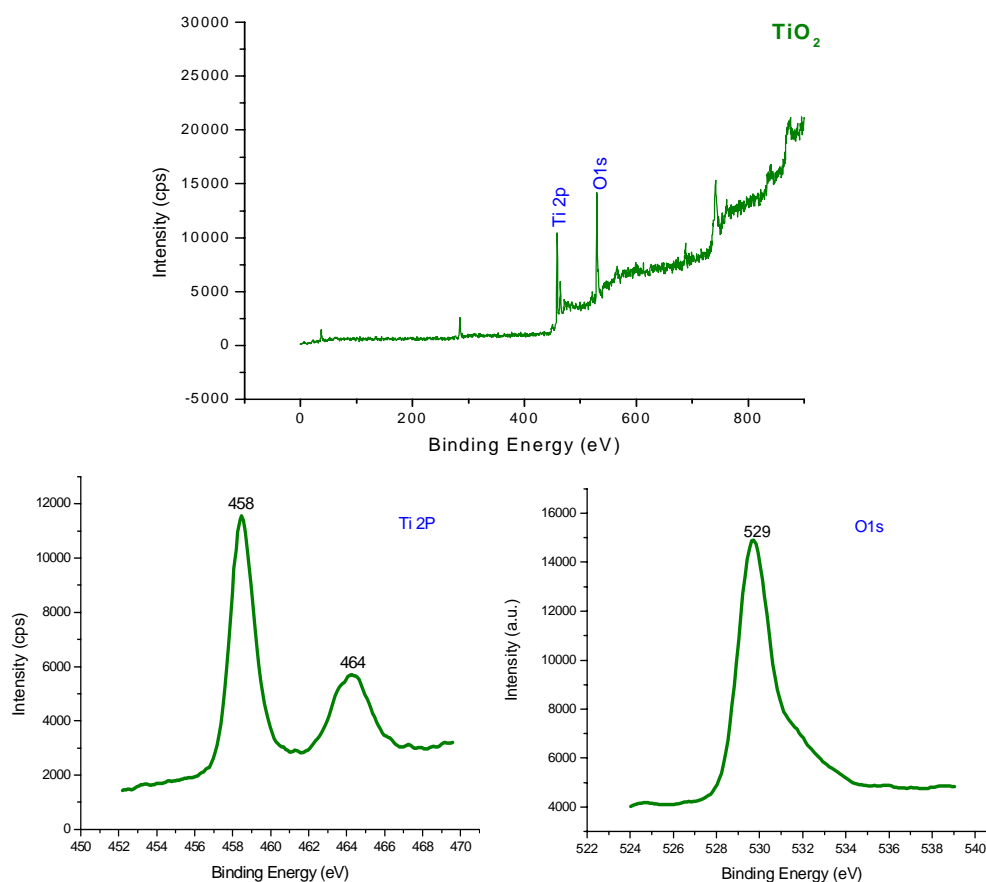 TiO2
30000
25000
20000
15000
10000
5000
0
-5000
Intensity (cps)
Ti 2p
O1s
0 200 400 600 800
Binding Energy (eV)
12000
10000
8000
6000
4000
2000
0
Intensity (cps)
458
464
Ti 2P
450 452 454 456 458 460 462 464 466 468 470
Binding Energy (eV)
16000
14000
12000
10000
8000
6000
4000
Intensity (a.u.)
529
O1s
522 524 526 528 530 532 534 536 538 540
Binding Energy (eV)